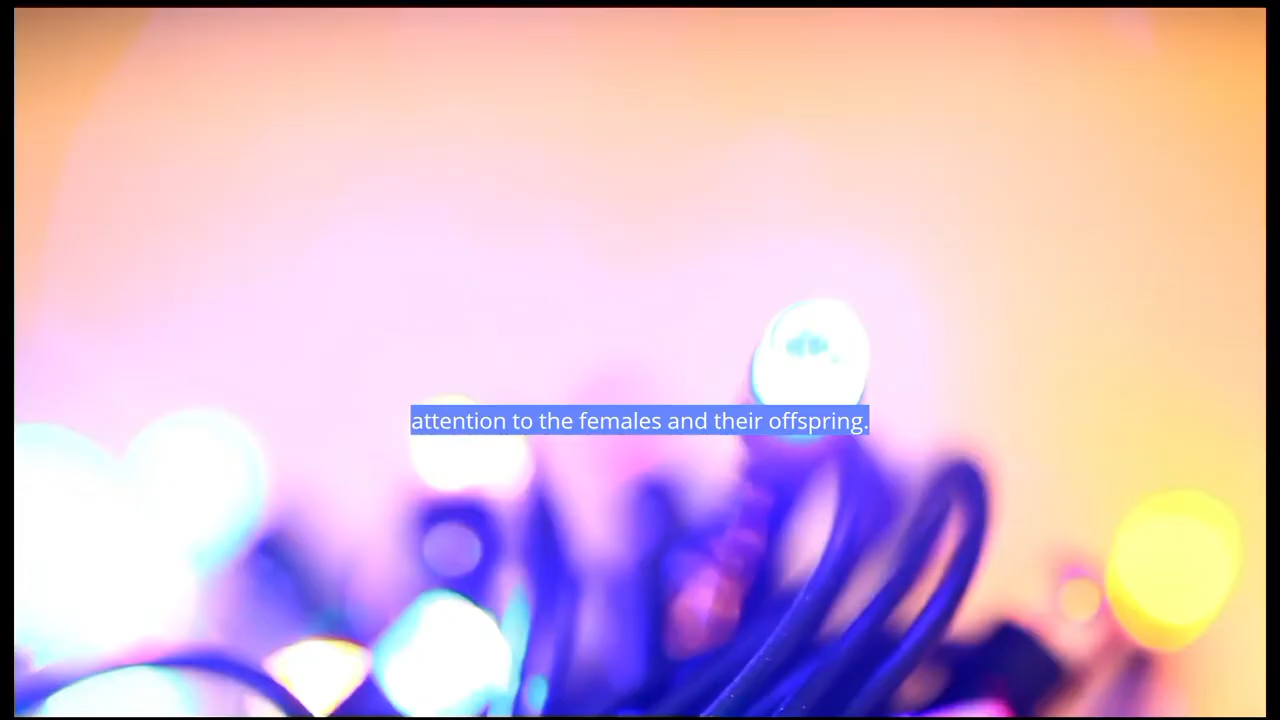 attention to the females and their offspring.